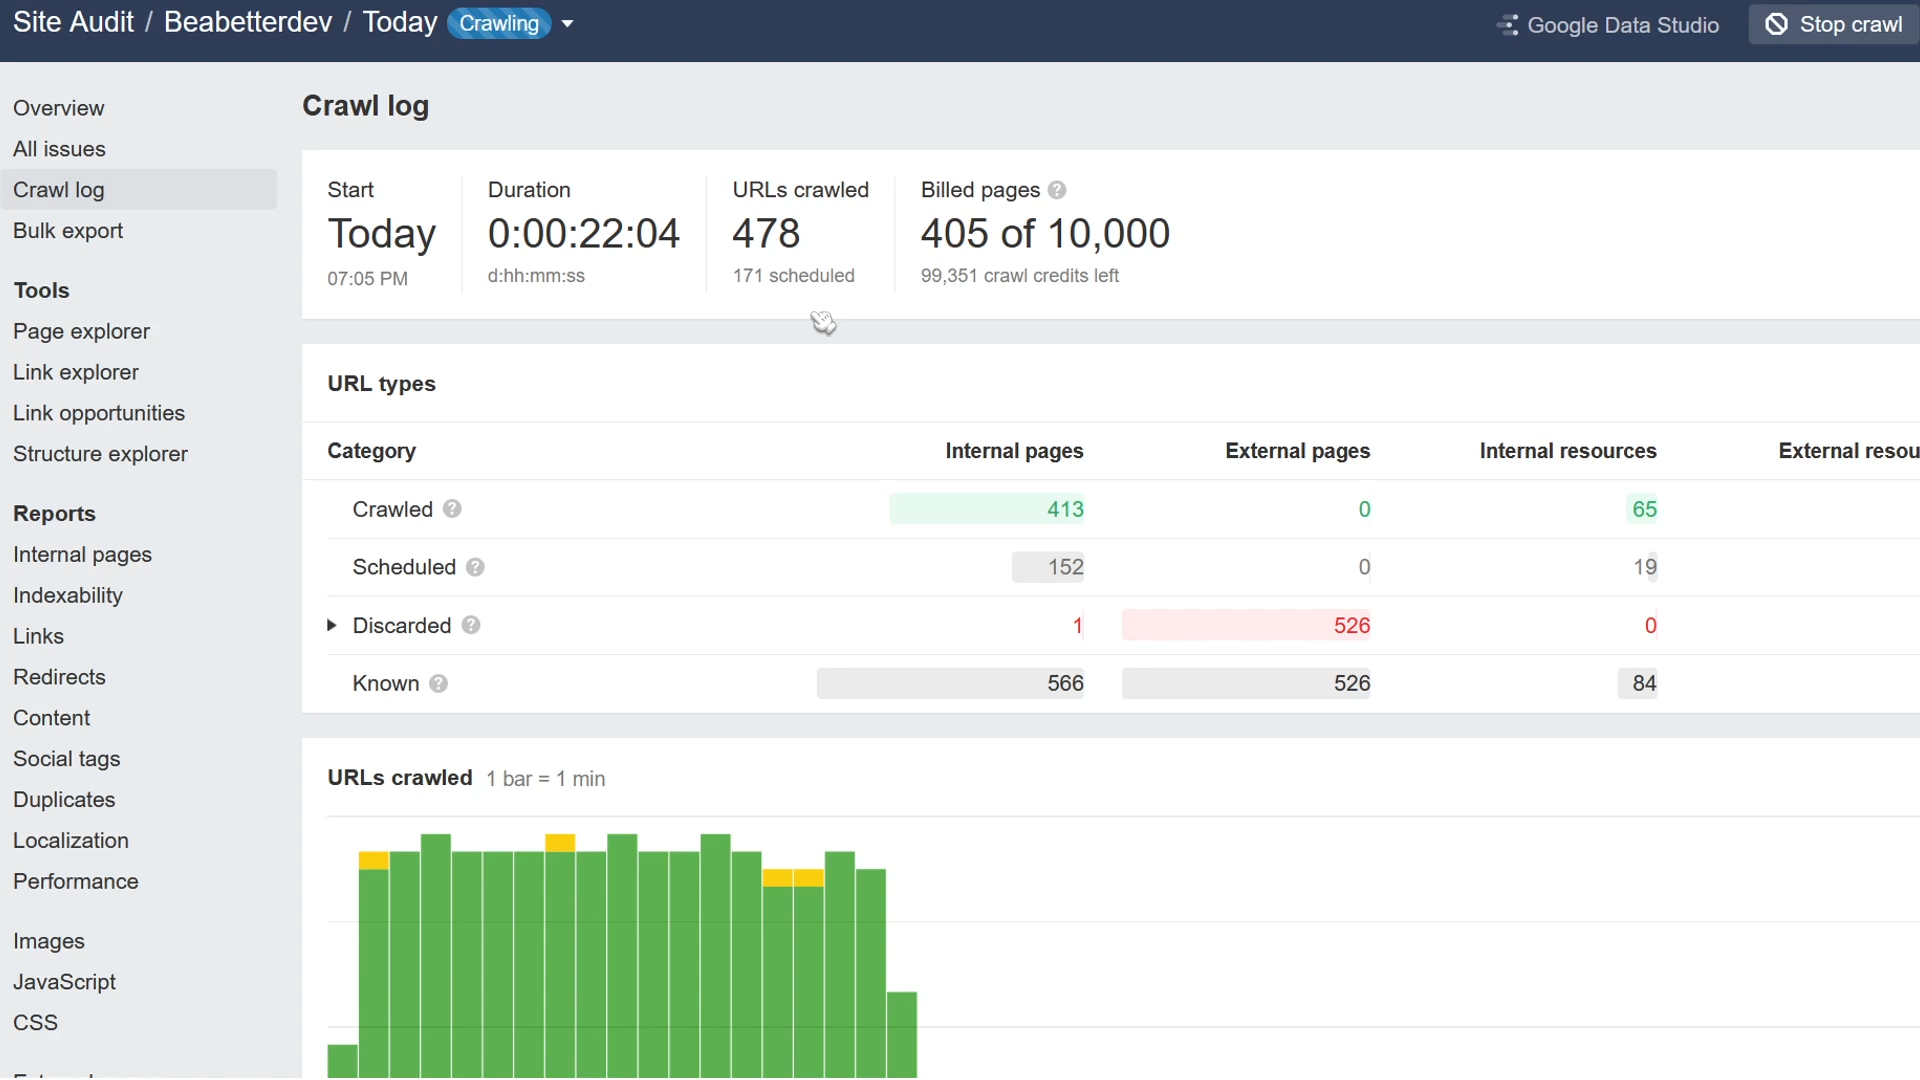 Site Audit / Beabetterdev / Today Crawling
Google Data Studio
Stop crawl
Overview
All issues
Crawl log
Bulk export
Tools
Page explorer
Link explorer
Link opportunities
Structure explorer
Reports
Internal pages
Indexability
Links
Redirects
Content
Social tags
Duplicates
Localization
Performance
Images
JavaScript
CSS
Crawl log
Start
Today
07:05 PM
Duration
0:00:22:04
d:hh:mm:ss
URLs crawled
478
171 scheduled
Billed pages ?
405 of 10,000
99,351 crawl credits left
URL types
Category Internal pages External pages Internal resources External resou
Crawled ? 413 0 65
Scheduled ? 152 0 19
Discarded ? 1 526 0
Known ? 566 526 84
URLs crawled 1 bar = 1 min